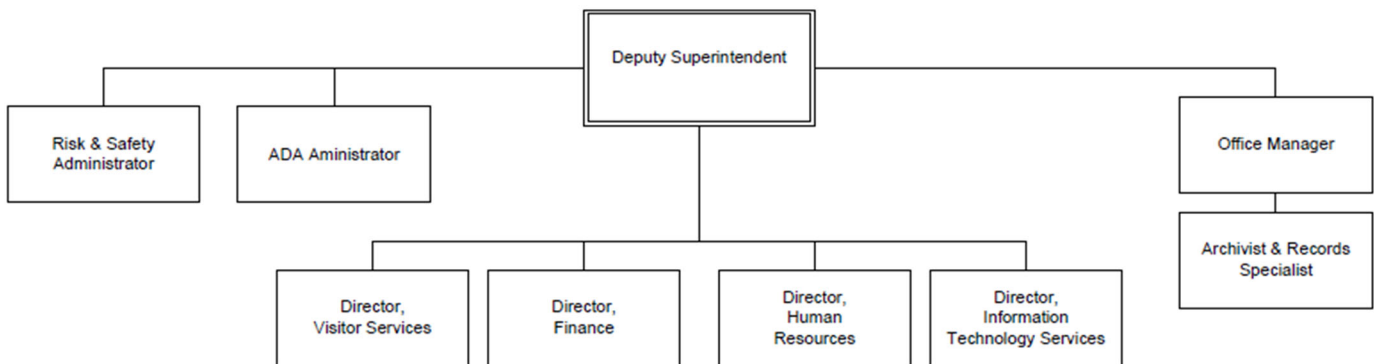 Deputy Superintendent
Risk & Safety
Administrator
ADA Aministrator
Office Manager
Archivist & Records
Specialist
Director,
Visitor Services
Director,
Finance
Director,
Human
Resources
Director,
Information
Technology Services